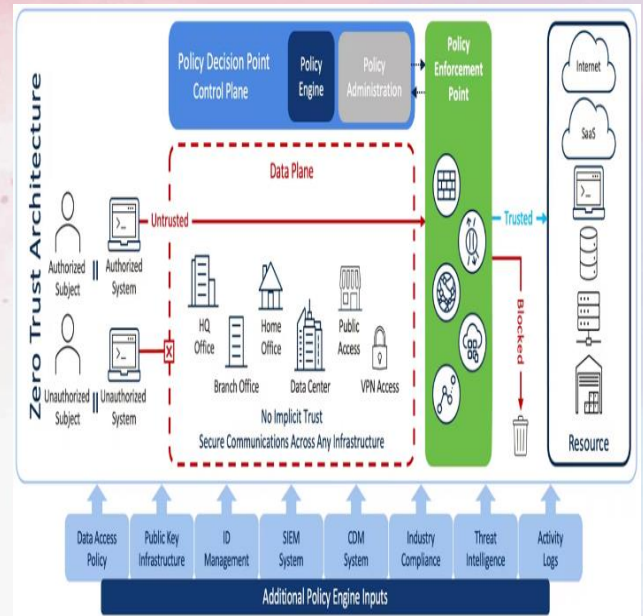 Zero Trust Architecture
Policy Decision Point
Control Plane
Policy
Engine
Policy
Administration
Policy
Enforcement
Point
Internet
SaaS
Data Plane
Untrusted
Trusted
Authorized
Subject
Authorized
System
HQ
Office
Home
Office
Public
Access
Blocked
Branch Office
Data Center
VPN Access
Unauthorized
Subject
Unauthorized
System
No Implicit Trust
Secure Communications Across Any Infrastructure
Resource
Data Access
Policy
Public Key
Infrastructure
ID
Management
SIEM
System
CDM
System
Industry
Compliance
Threat
Intelligence
Activity
Logs
Additional Policy Engine Inputs